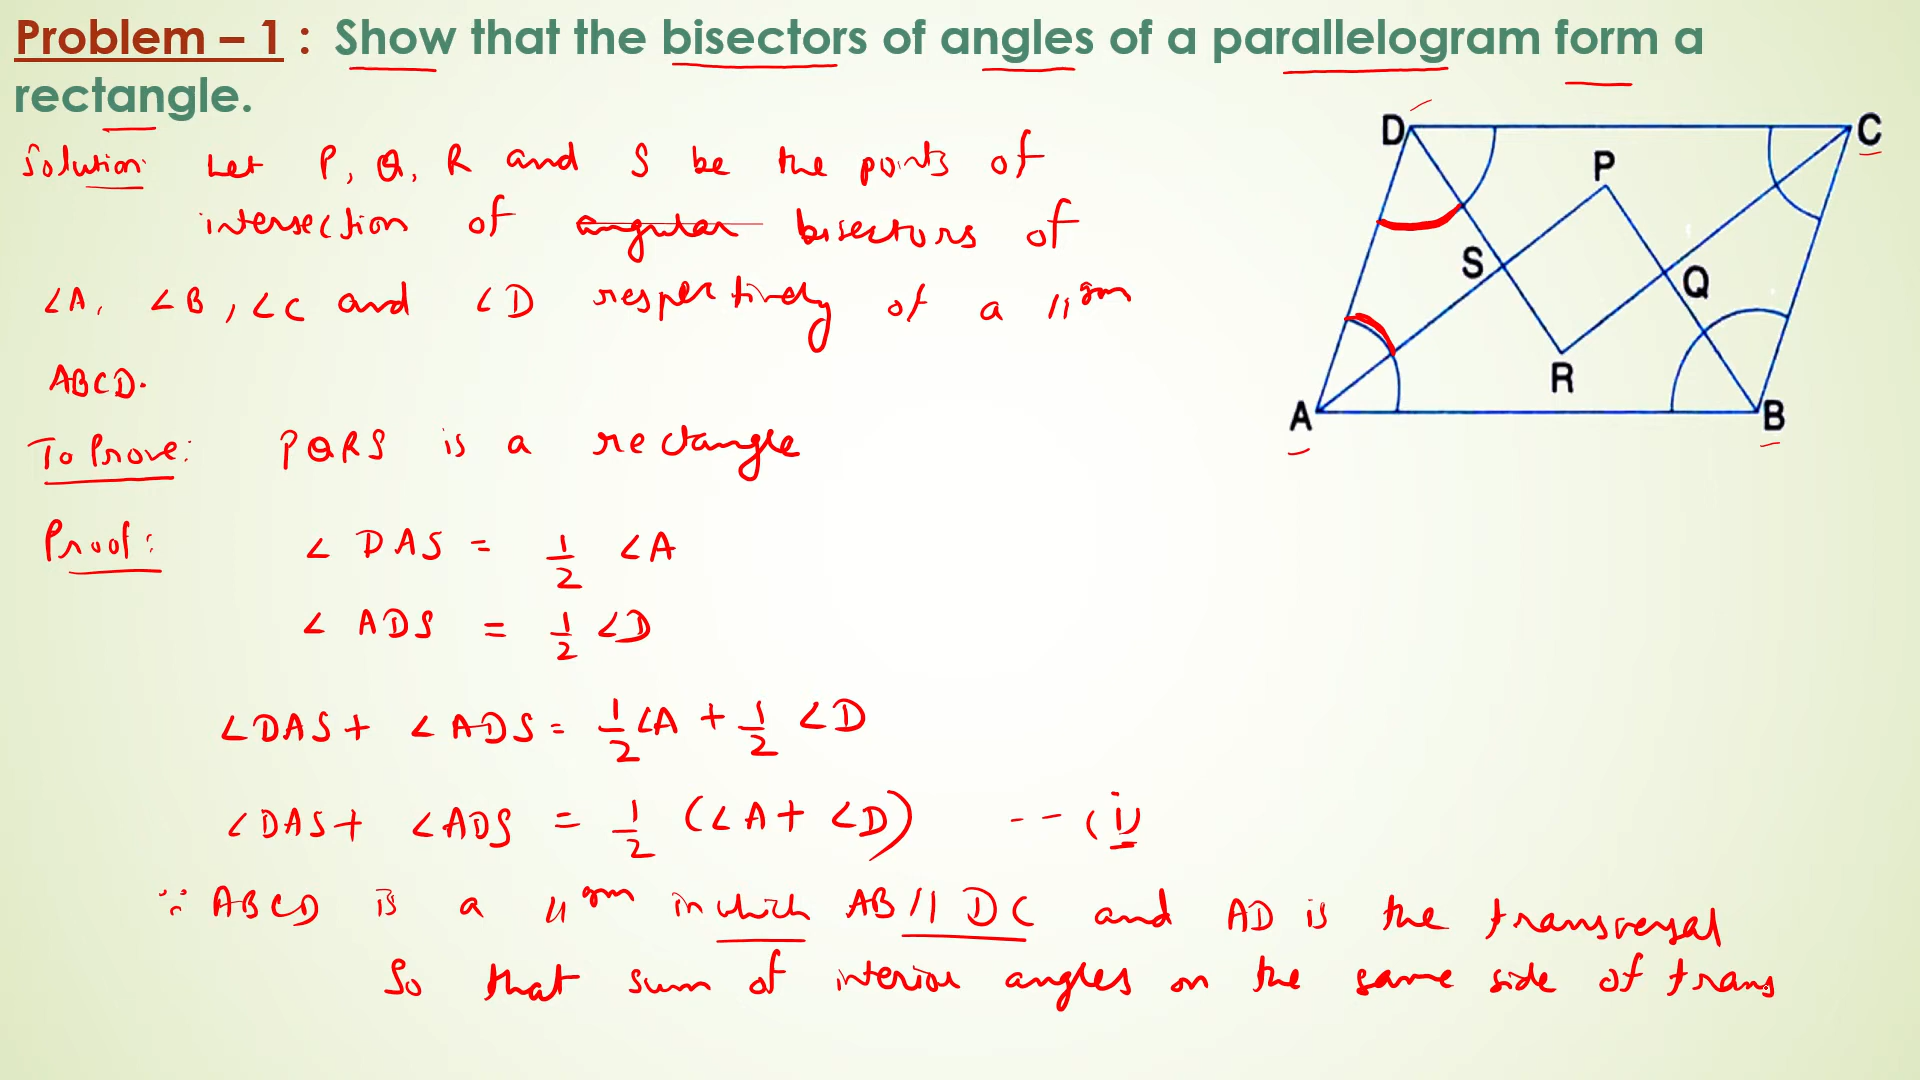 Problem – 1 : Show that the bisectors of angles of a parallelogram form a
rectangle.
Solution: Let P, Q, R and S be the points of
intersection of angular bisectors of
∠A, ∠B, ∠C and ∠D respectively of a ||gm
ABCD.
To Prove: PQRS is a rectangle
Proof: ∠DAS = 1/2 ∠A
∠ADS = 1/2 ∠D
∠DAS + ∠ADS = 1/2 ∠A + 1/2 ∠D
∠DAS + ∠ADS = 1/2 (∠A + ∠D) -- (i)
∵ ABCD is a ||gm in which AB || DC and AD is the transversal
So that sum of interior angles on the same side of trans
D
C
P
S
Q
R
A
B